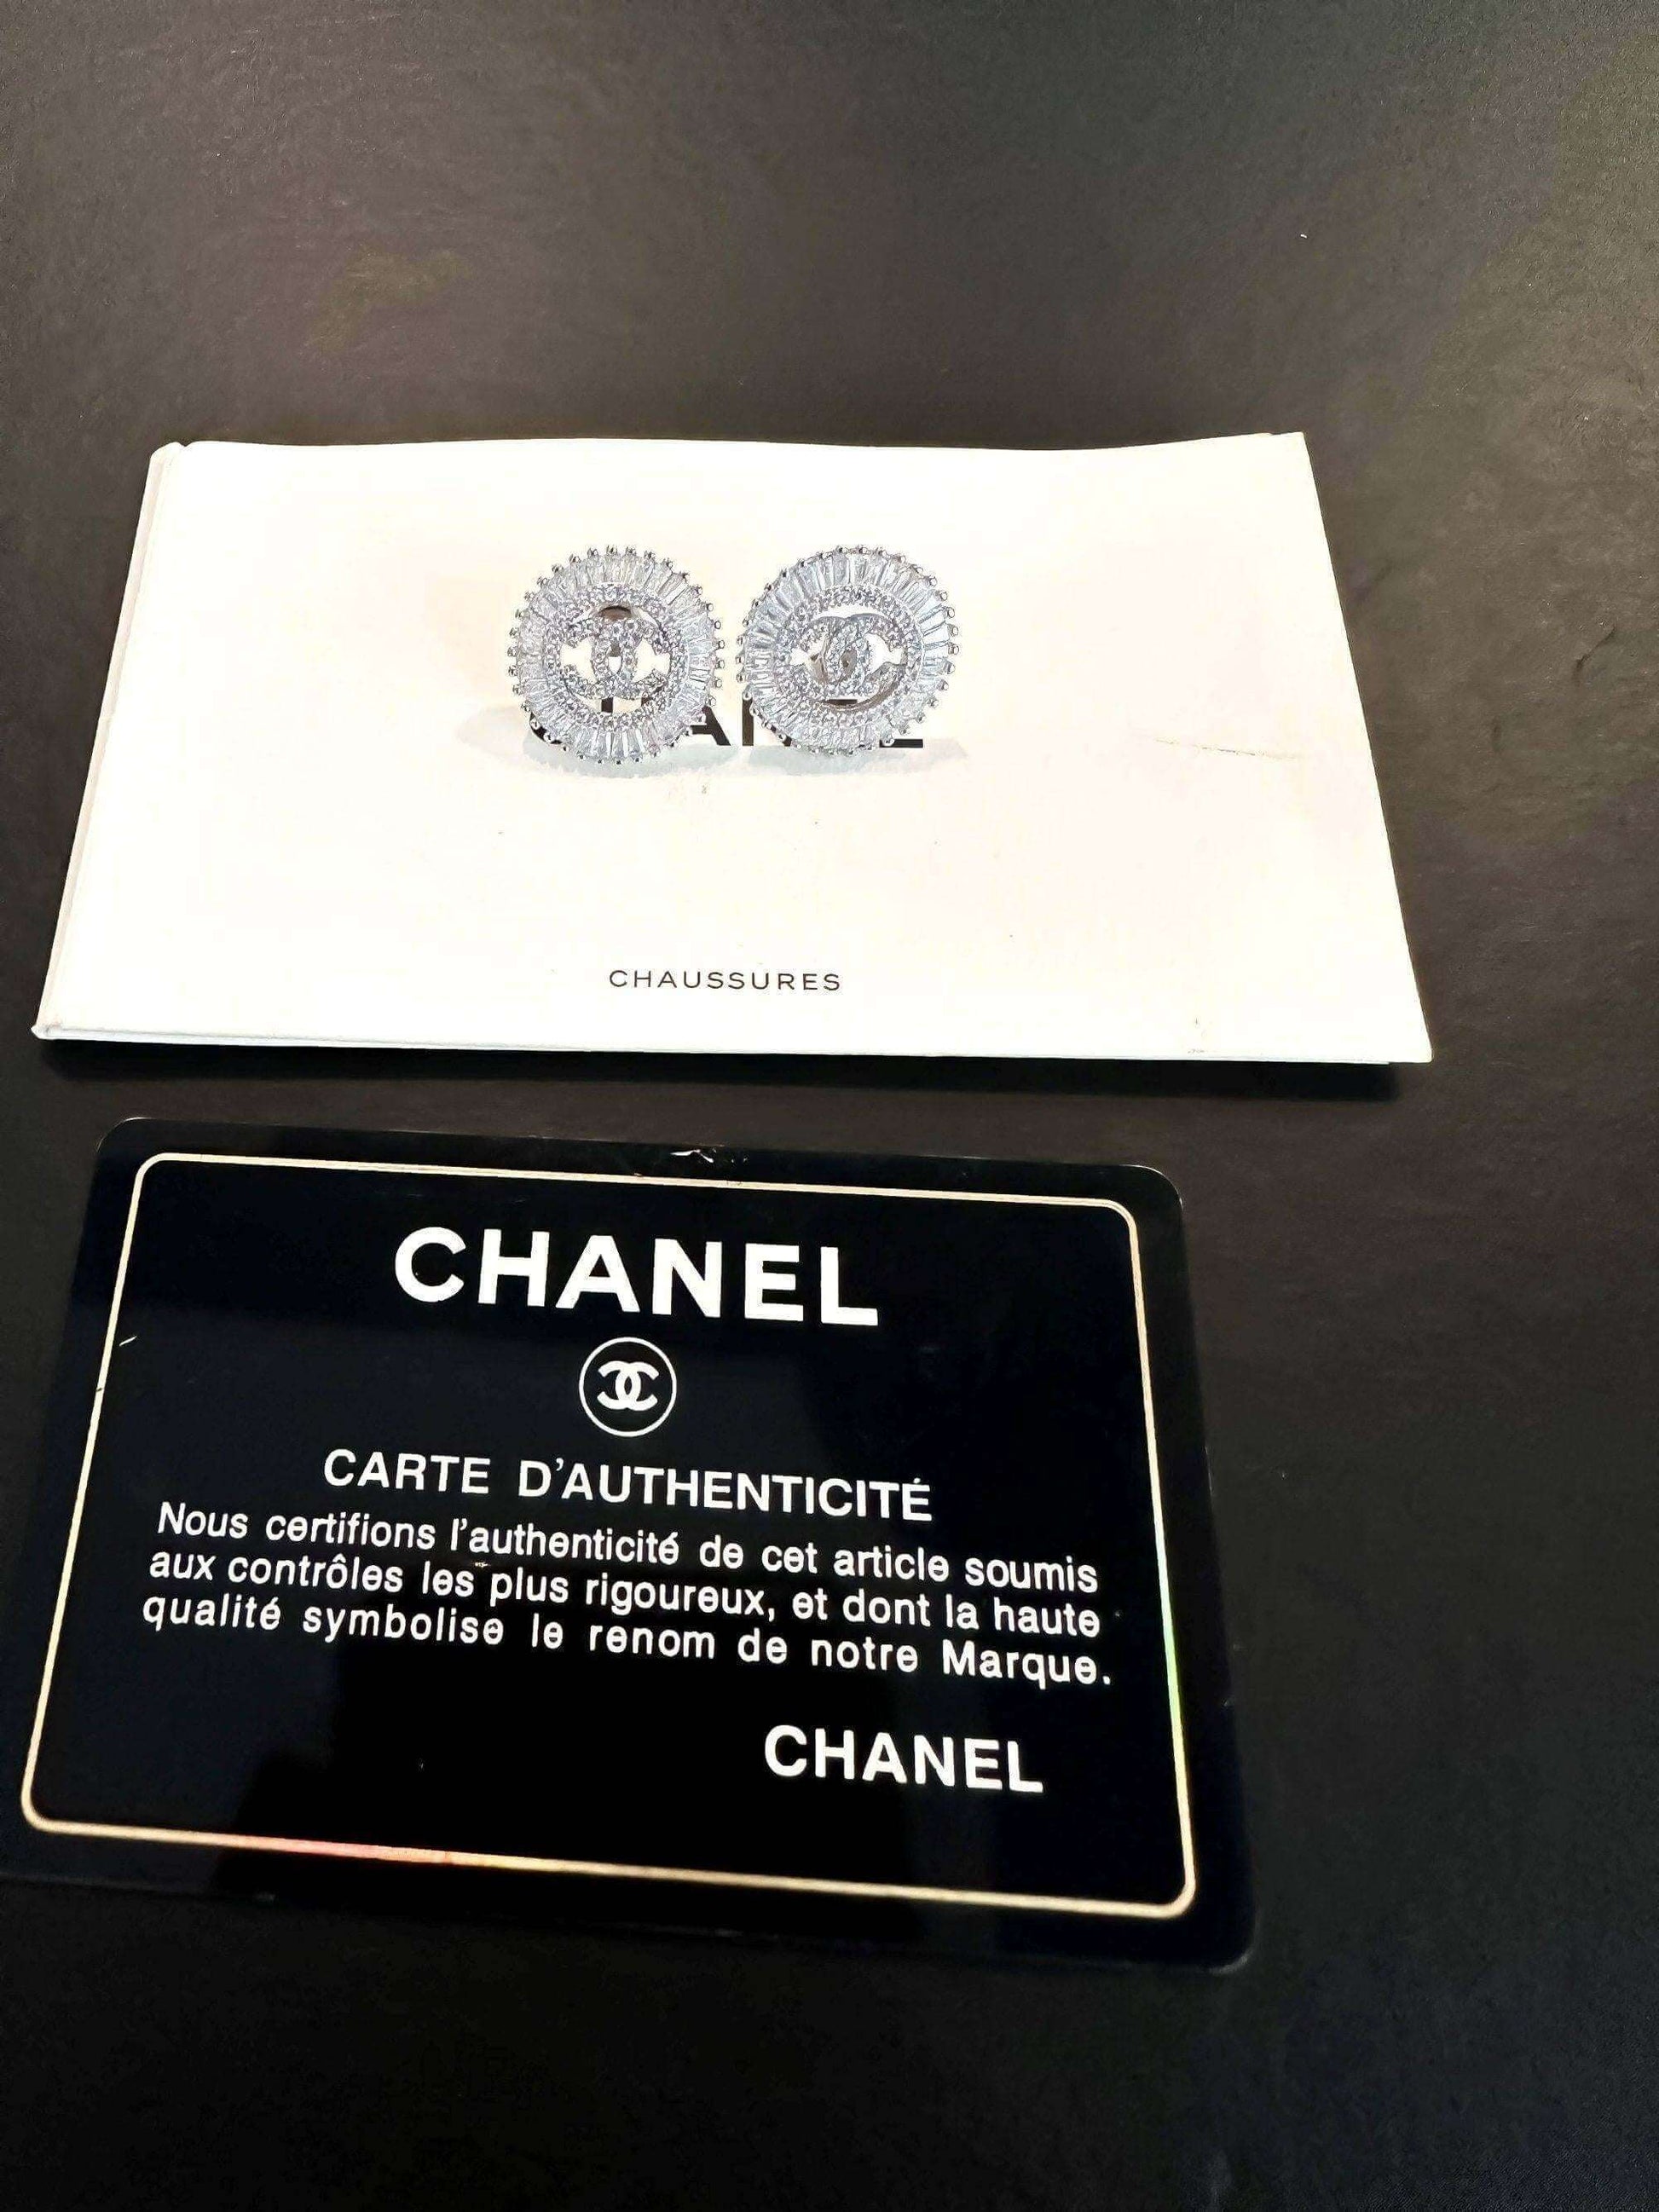 CHANEL
CHAUSSURES
CHANEL
CARTE D'AUTHENTICITÉ
Nous certifions l'authenticité de cet article soumis
aux contrôles les plus rigoureux, et dont la haute
qualité symbolise le renom de notre Marque.
CHANEL